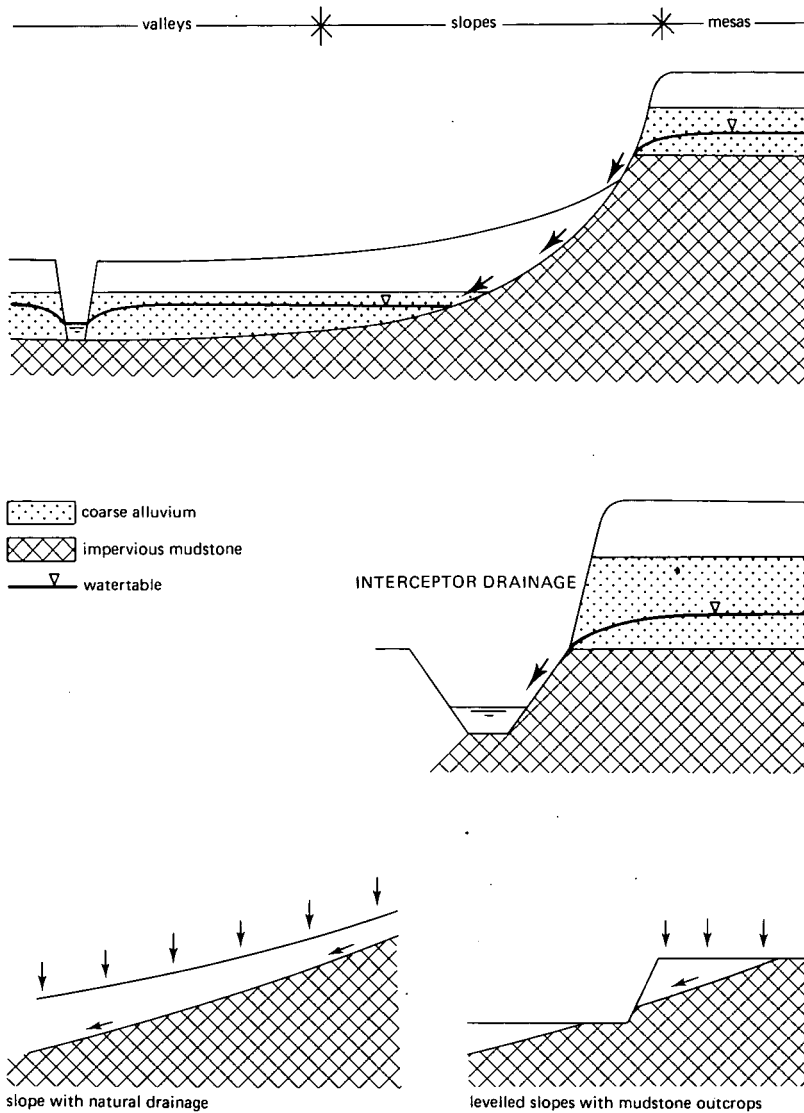 valleys slopes mesas
coarse alluvium
impervious mudstone
watertable
INTERCEPTOR DRAINAGE
slope with natural drainage
levelled slopes with mudstone outcrops